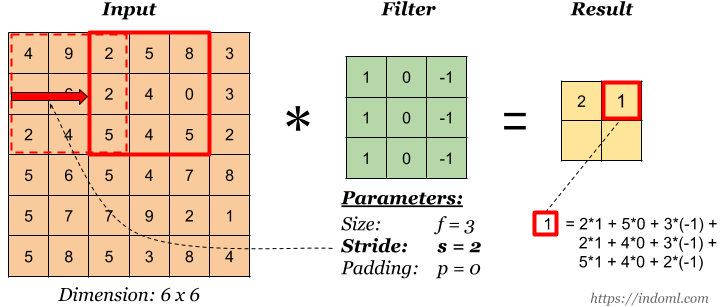 Input
4 9 2 5 8 3
6 2 4 0 3
2 4 5 4 5 2
5 6 5 4 7 8
5 7 7 9 2 1
5 8 5 3 8 4
Dimension: 6 x 6
*
Filter
1 0 -1
1 0 -1
1 0 -1
Parameters:
Size: f = 3
Stride: s = 2
Padding: p = 0
=
Result
2 1
1 = 2*1 + 5*0 + 3*(-1) +
2*1 + 4*0 + 3*(-1) +
5*1 + 4*0 + 2*(-1)
https://indoml.com